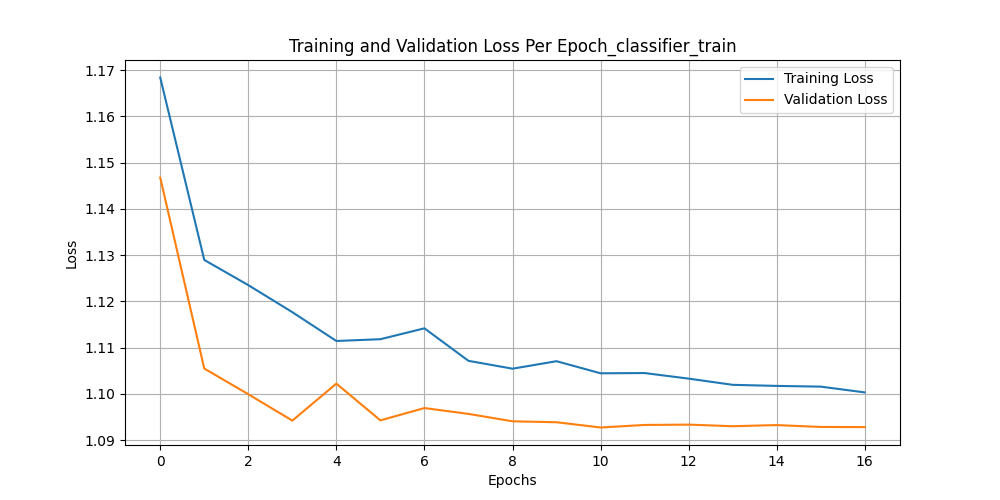 Training and Validation Loss Per Epoch_classifier_train
Training Loss
Validation Loss
Loss
1.17
1.16
1.15
1.14
1.13
1.12
1.11
1.10
1.09
0 2 4 6 8 10 12 14 16
Epochs